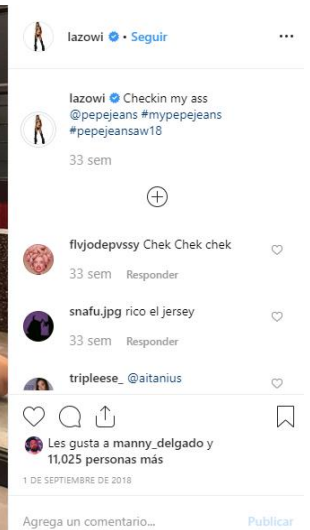 lazowi • Seguir
lazowi Checkin my ass
@pepejeans #mypepejeans
#pepejeansaw18
33 sem
flvjodepvssy Chek Chek chek
33 sem Responder
snafu.jpg rico el jersey
33 sem Responder
tripleese_ @aitanius
Les gusta a manny_delgado y
11,025 personas más
1 DE SEPTIEMBRE DE 2018
Agrega un comentario... Publicar